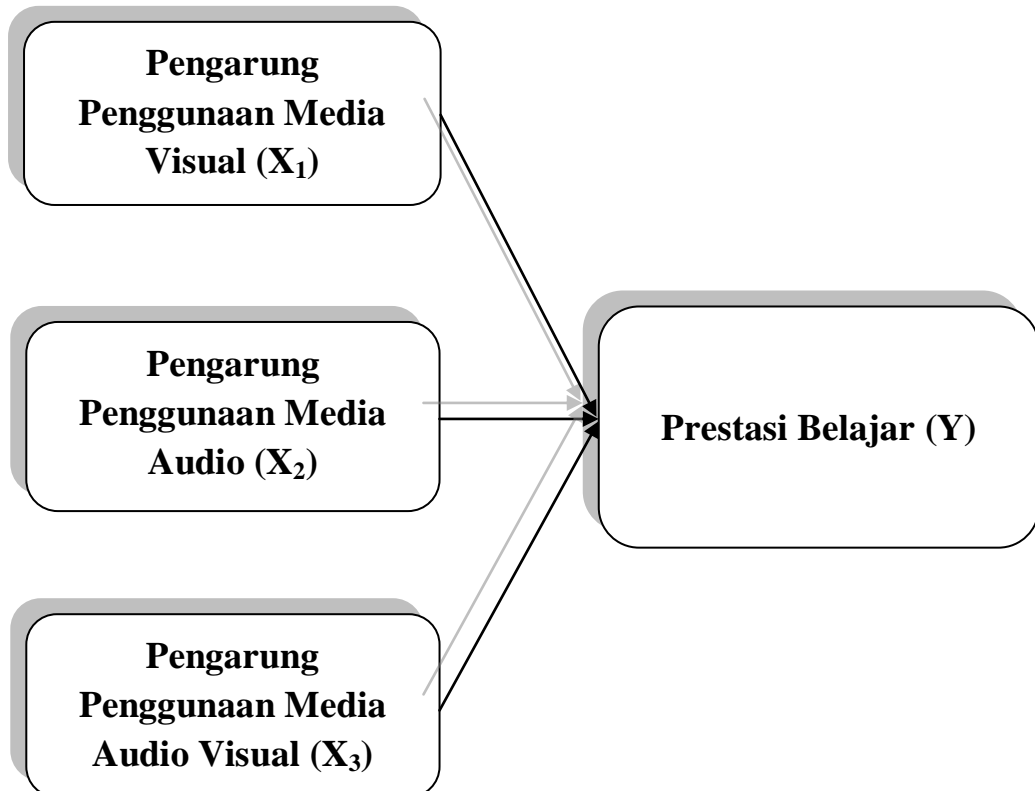 Pengarung
Penggunaan Media
Visual (X₁)
Pengarung
Penggunaan Media
Audio (X₂)
Prestasi Belajar (Y)
Pengarung
Penggunaan Media
Audio Visual (X₃)